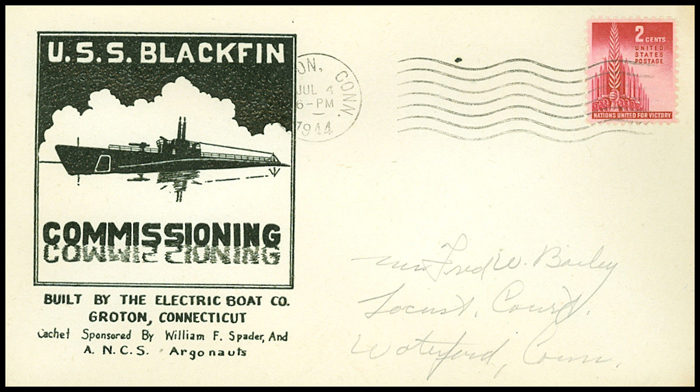 U.S.S. BLACKFIN
COMMISSIONING
BUILT BY THE ELECTRIC BOAT CO.
GROTON, CONNECTICUT
Cachet Sponsored By William F. Spader, And
A.N.C.S. Argonauts
ON, CONN.
JUL 4
6-PM
1944
2 CENTS
UNITED
STATES
POSTAGE
NATIONS UNITED FOR VICTORY
Fred W. Bailey
Locust Court.
Waterford, Conn.